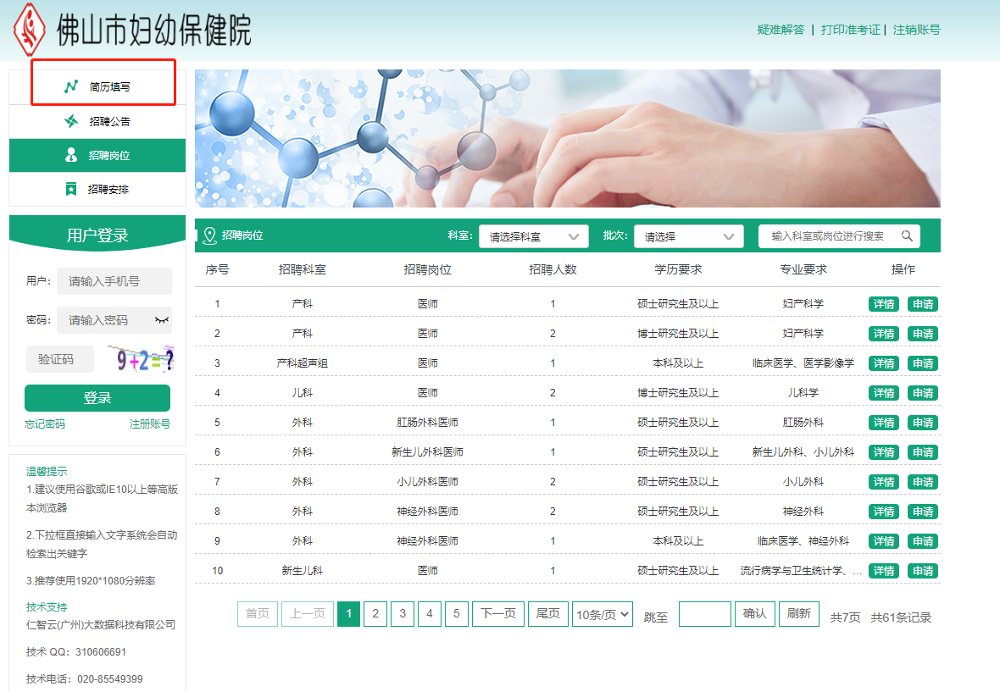 佛山市妇幼保健院
疑难解答 | 打印准考证 | 注销账号
简历填写
招聘公告
招聘岗位
招聘安排
用户登录
用户: 请输入手机号
密码: 请输入密码
验证码 9+2=?
登录
忘记密码 注册账号
温馨提示
1.建议使用谷歌或IE10以上等高版
本浏览器
2.下拉框直接输入文字系统会自动
检索出关键字
3.推荐使用1920*1080分辨率
技术支持
仁智云(广州)大数据科技有限公司
技术 QQ: 310606691
技术电话: 020-85549399
招聘岗位 科室: 请选择科室 批次: 请选择 输入科室或岗位进行搜索
序号 招聘科室 招聘岗位 招聘人数 学历要求 专业要求 操作
1 产科 医师 1 硕士研究生及以上 妇产科学 详情 申请
2 产科 医师 2 博士研究生及以上 妇产科学 详情 申请
3 产科超声组 医师 1 本科及以上 临床医学、医学影像学 详情 申请
4 儿科 医师 2 博士研究生及以上 儿科学 详情 申请
5 外科 肛肠外科医师 1 硕士研究生及以上 肛肠外科 详情 申请
6 外科 新生儿外科医师 1 硕士研究生及以上 新生儿外科、小儿外科 详情 申请
7 外科 小儿外科医师 2 硕士研究生及以上 小儿外科 详情 申请
8 外科 神经外科医师 2 硕士研究生及以上 神经外科 详情 申请
9 外科 神经外科医师 1 本科及以上 临床医学、神经外科 详情 申请
10 新生儿科 医师 1 硕士研究生及以上 流行病学与卫生统计学、... 详情 申请
首页 上一页 1 2 3 4 5 下一页 尾页 10条/页 跳至 确认 刷新 共7页 共61条记录